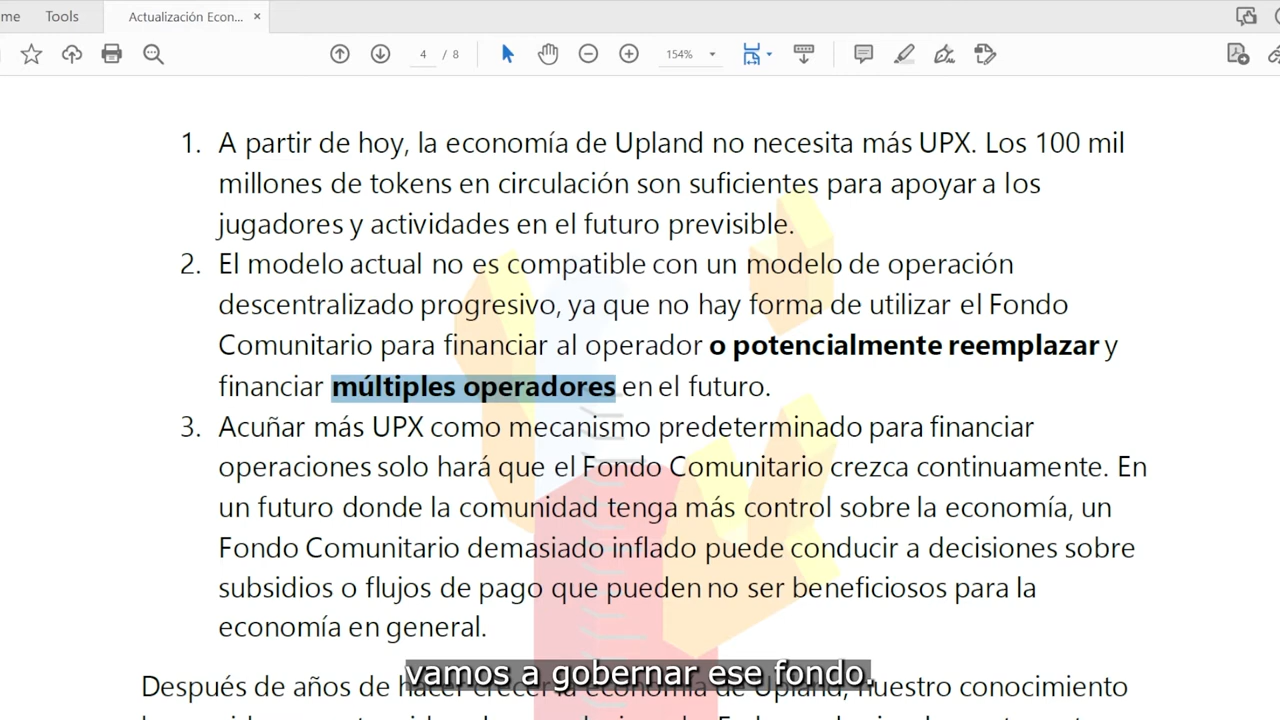 me Tools Actualización Econ... ×
4 / 8 154%
1. A partir de hoy, la economía de Upland no necesita más UPX. Los 100 mil
millones de tokens en circulación son suficientes para apoyar a los
jugadores y actividades en el futuro previsible.
2. El modelo actual no es compatible con un modelo de operación
descentralizado progresivo, ya que no hay forma de utilizar el Fondo
Comunitario para financiar al operador o potencialmente reemplazar y
financiar múltiples operadores en el futuro.
3. Acuñar más UPX como mecanismo predeterminado para financiar
operaciones solo hará que el Fondo Comunitario crezca continuamente. En
un futuro donde la comunidad tenga más control sobre la economía, un
Fondo Comunitario demasiado inflado puede conducir a decisiones sobre
subsidios o flujos de pago que pueden no ser beneficiosos para la
economía en general.
vamos a gobernar ese fondo.
Después de años de hacer crecer la economía de Upland, nuestro conocimiento